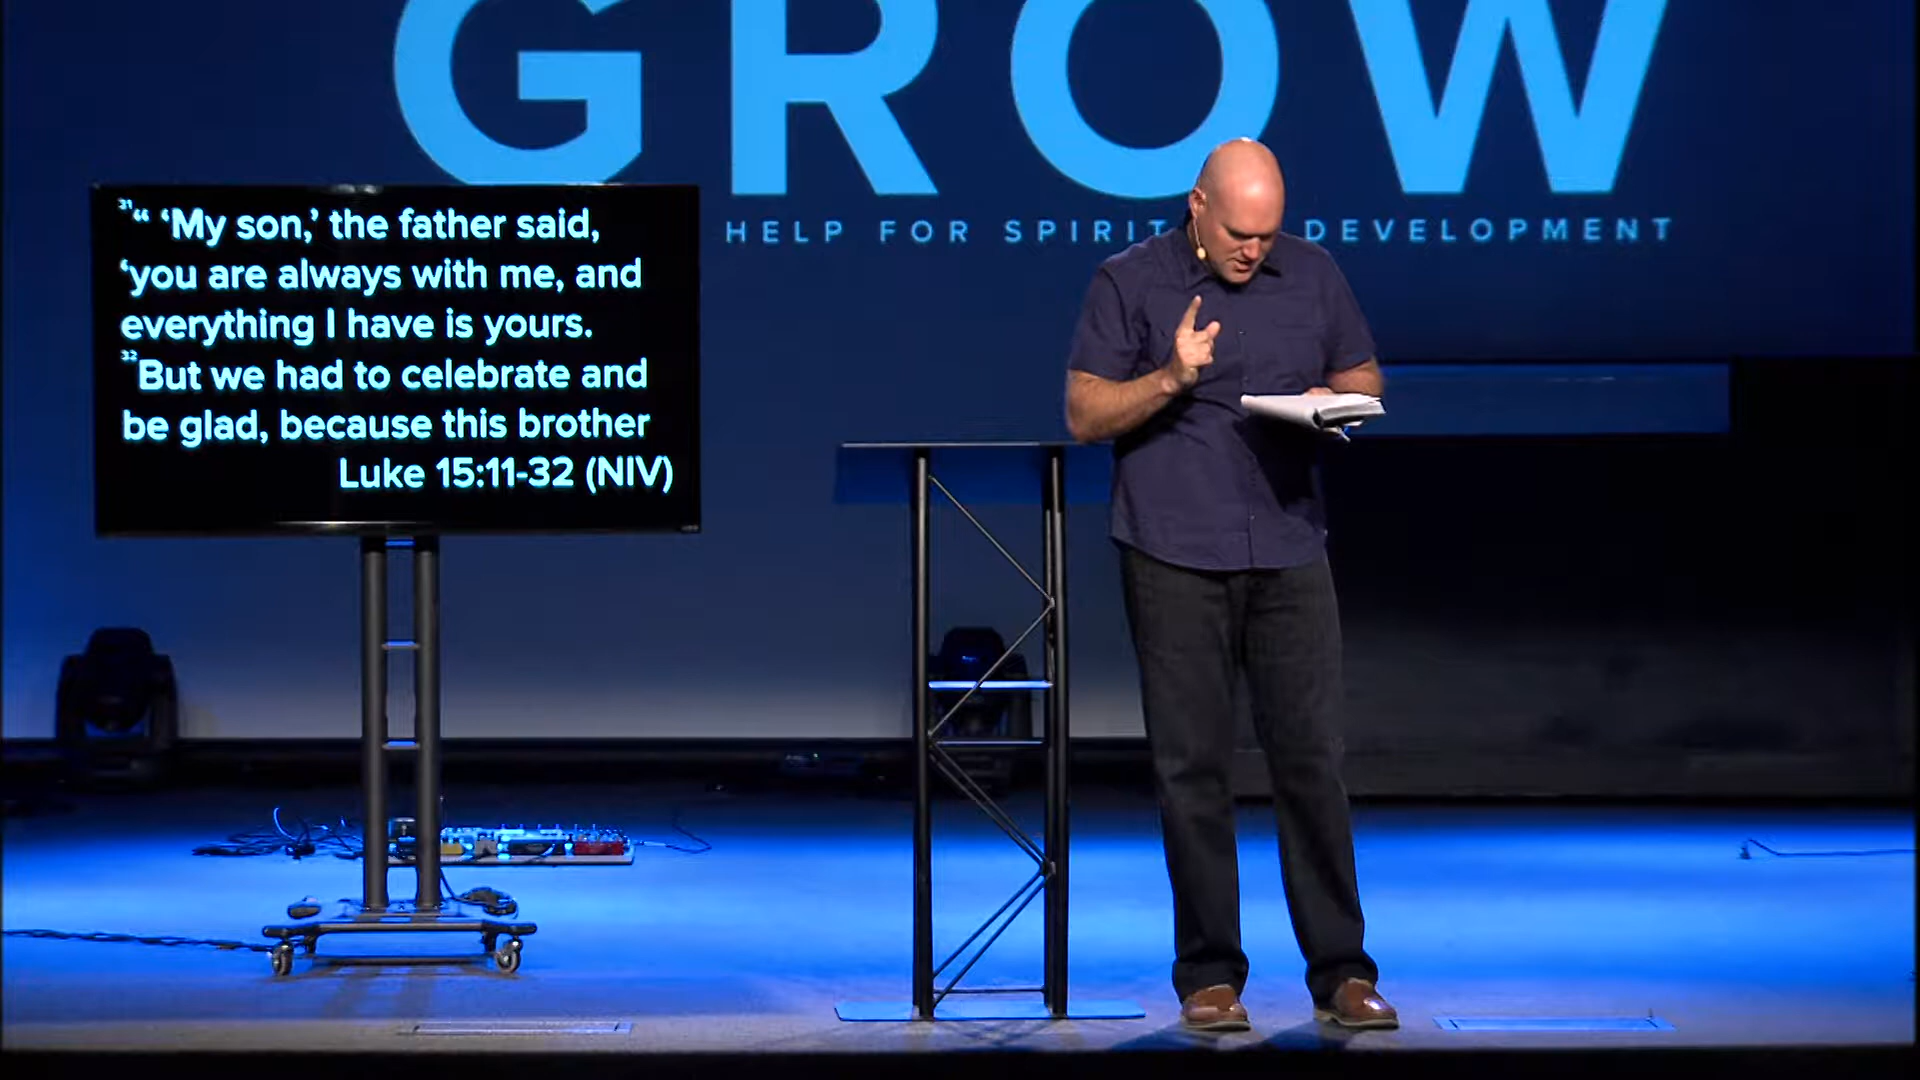 GROW
HELP FOR SPIRIT DEVELOPMENT
31“ ‘My son,’ the father said,
‘you are always with me, and
everything I have is yours.
32But we had to celebrate and
be glad, because this brother
Luke 15:11-32 (NIV)